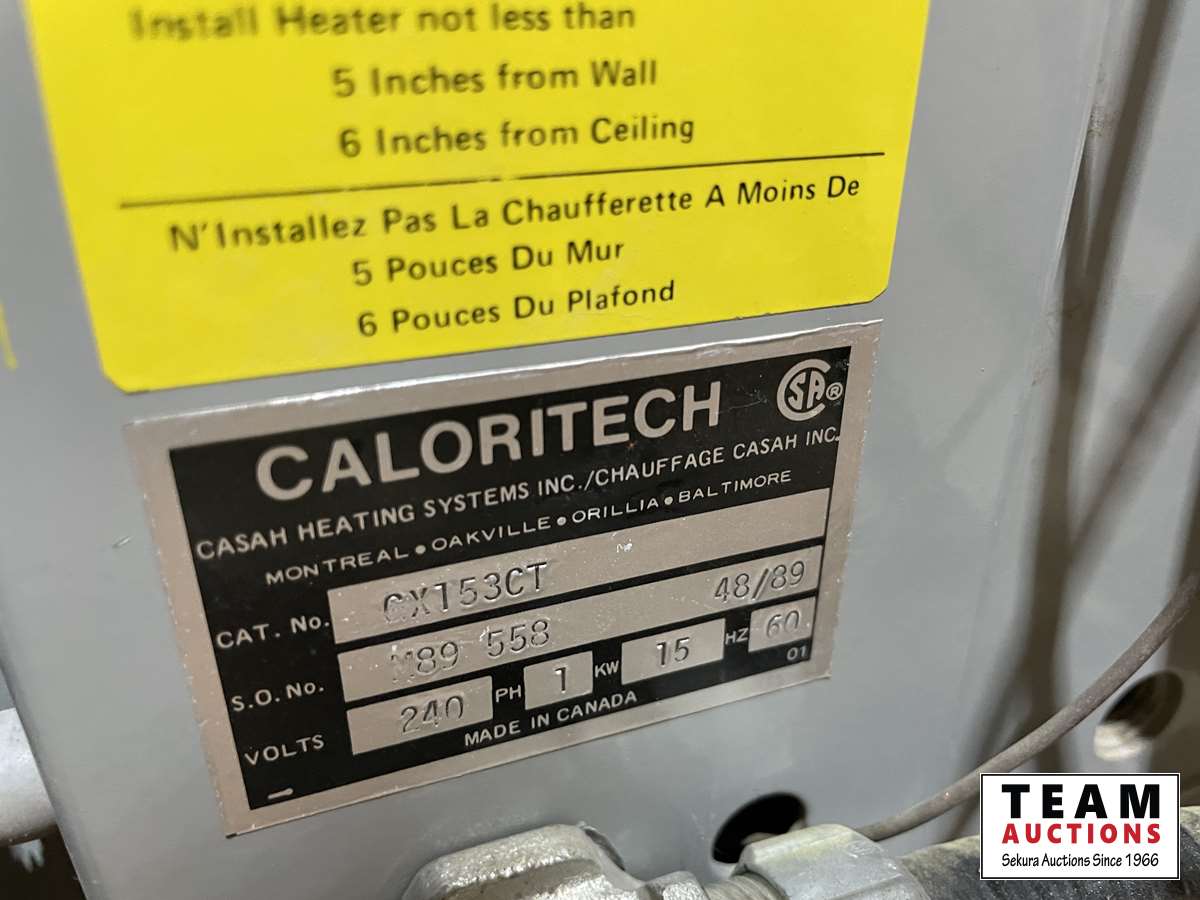 Install Heater not less than
5 Inches from Wall
6 Inches from Ceiling
N'Installez Pas La Chaufferette A Moins De
5 Pouces Du Mur
6 Pouces Du Plafond
CALORITECH
CSA®
CASAH HEATING SYSTEMS INC./CHAUFFAGE CASAH INC.
MONTREAL • OAKVILLE • ORILLIA • BALTIMORE
CAT. No. GX153CT
S.O. No. M89 558 48/89
VOLTS 240 PH 1 KW 15 HZ 60
01
MADE IN CANADA
TEAM
AUCTIONS
Sekura Auctions Since 1966